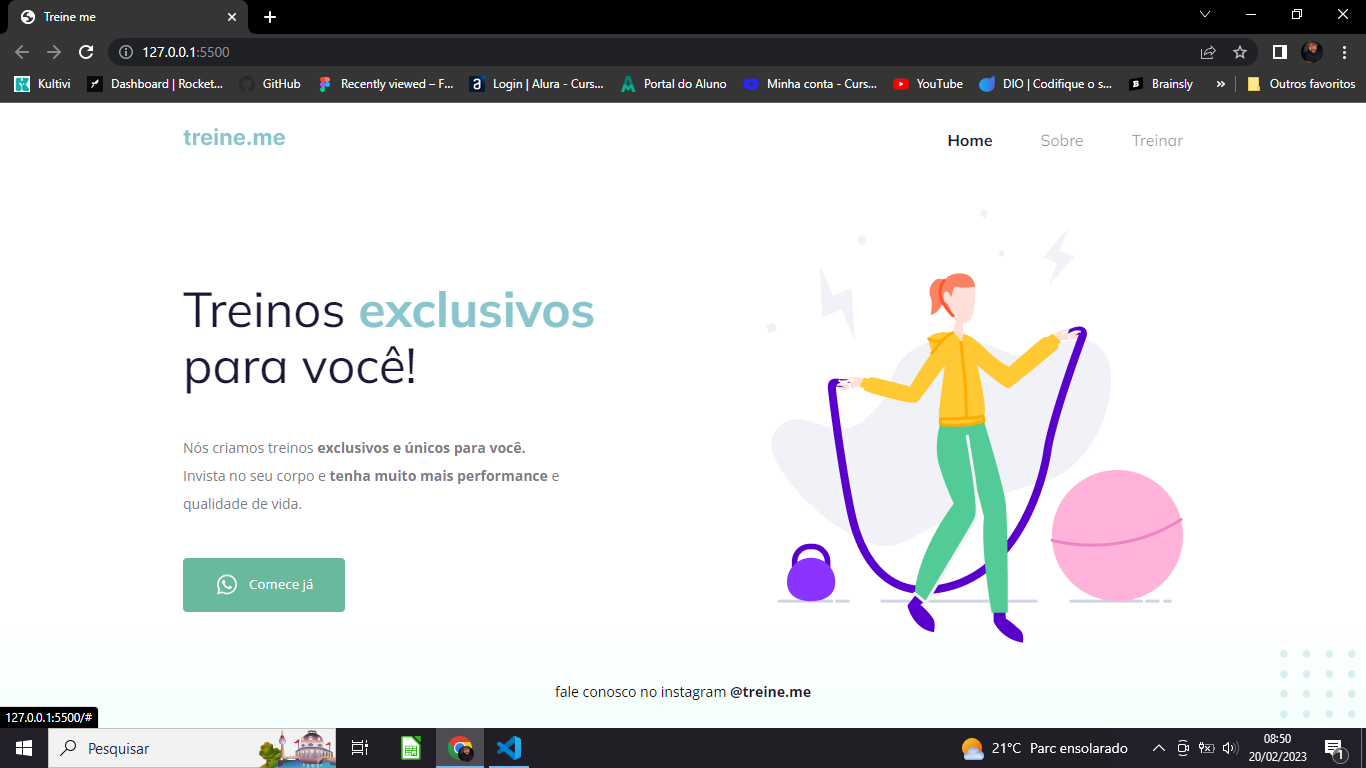 Treine me
127.0.0.1:5500
Kultivi
Dashboard | Rocket...
GitHub
Recently viewed – F...
Login | Alura - Curs...
Portal do Aluno
Minha conta - Curs...
YouTube
DIO | Codifique o s...
Brainsly
»
Outros favoritos
treine.me
Home
Sobre
Treinar
Treinos exclusivos
para você!
Nós criamos treinos exclusivos e únicos para você.
Invista no seu corpo e tenha muito mais performance e
qualidade de vida.
Comece já
fale conosco no instagram @treine.me
127.0.0.1:5500/#
Pesquisar
21°C Parc ensolarado
08:50
20/02/2023
1